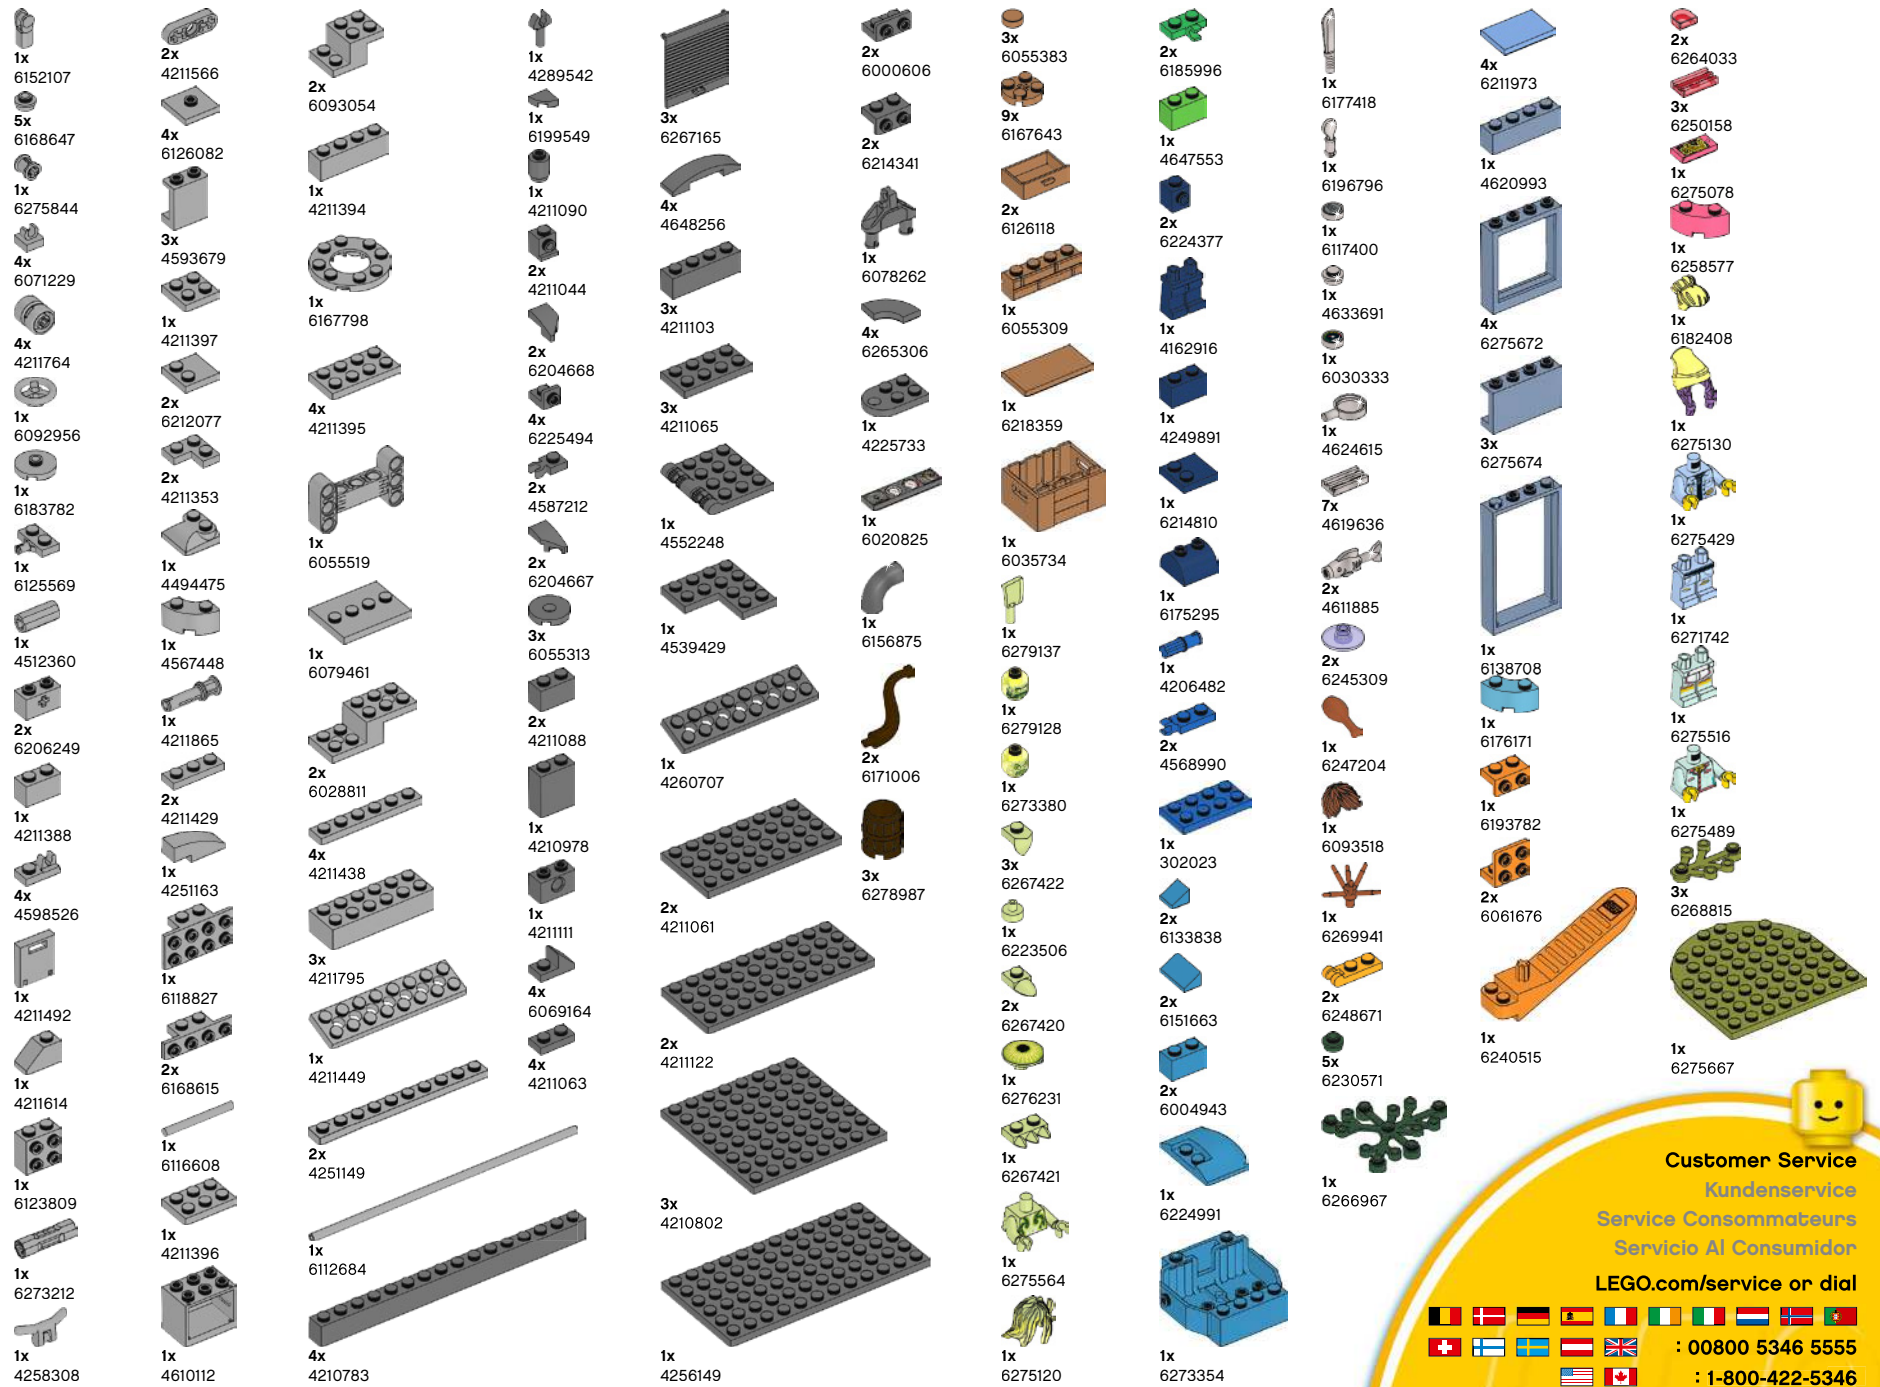 1x
6152107
5x
6168647
1x
6275844
4x
6071229
4x
4211764
1x
6092956
1x
6183782
1x
6125569
1x
4512360
2x
6206249
1x
4211388
4x
4598526
1x
4211492
1x
4211614
1x
6123809
1x
6273212
1x
4258308
2x
4211566
4x
6126082
3x
4593679
1x
4211397
2x
6212077
2x
4211353
1x
4494475
1x
4567448
1x
4211865
2x
4211429
1x
4251163
1x
6118827
2x
6168615
1x
6116608
1x
4211396
1x
4610112
2x
6093054
1x
4211394
1x
6167798
4x
4211395
1x
6055519
1x
6079461
2x
6028811
4x
4211438
3x
4211795
1x
4211449
2x
4251149
1x
6112684
4x
4210783
1x
4289542
1x
6199549
1x
4211090
2x
4211044
2x
6204668
4x
6225494
2x
4587212
2x
6204667
3x
6055313
2x
4211088
1x
4210978
1x
4211111
4x
6069164
4x
4211063
3x
6267165
4x
4648256
3x
4211103
3x
4211065
1x
4552248
1x
4539429
1x
4260707
2x
4211061
2x
4211122
3x
4210802
1x
4256149
2x
6000606
2x
6214341
1x
6078262
4x
6265306
1x
4225733
1x
6020825
1x
6156875
2x
6171006
3x
6278987
3x
6055383
9x
6167643
2x
6126118
1x
6055309
1x
6218359
1x
6035734
1x
6279137
1x
6279128
1x
6273380
3x
6267422
1x
6223506
2x
6267420
1x
6276231
1x
6267421
1x
6275564
1x
6275120
2x
6185996
1x
4647553
2x
6224377
1x
4162916
1x
4249891
1x
6214810
1x
6175295
1x
4206482
2x
4568990
1x
302023
2x
6133838
2x
6151663
2x
6004943
1x
6224991
1x
6273354
1x
6177418
1x
6196796
1x
6117400
1x
4633691
1x
6030333
1x
4624615
7x
4619636
2x
4611885
2x
6245309
1x
6247204
1x
6093518
1x
6269941
2x
6248671
5x
6230571
1x
6266967
4x
6211973
1x
4620993
4x
6275672
3x
6275674
1x
6138708
1x
6176171
1x
6193782
2x
6061676
1x
6240515
2x
6264033
3x
6250158
1x
6275078
1x
6258577
1x
6182408
1x
6275130
1x
6275429
1x
6271742
1x
6275516
1x
6275489
3x
6268815
1x
6275667
Customer Service
Kundenservice
Service Consommateurs
Servicio Al Consumidor
LEGO.com/service or dial
: 00800 5346 5555
: 1-800-422-5346